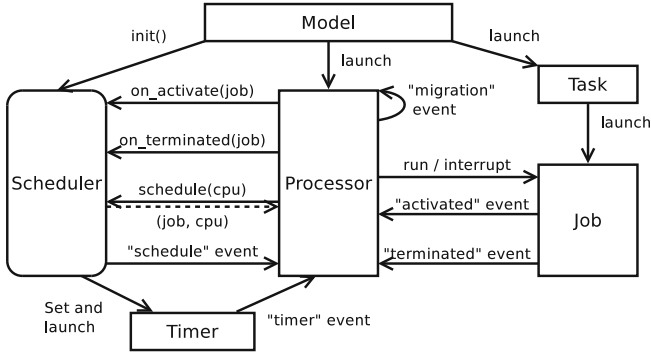 Model
init()
launch
launch
on_activate(job)
"migration"
event
Task
launch
on_terminated(job)
Scheduler
Processor
run / interrupt
schedule(cpu)
(job, cpu)
"activated" event
Job
"schedule" event
"terminated" event
Set and
launch
Timer
"timer" event